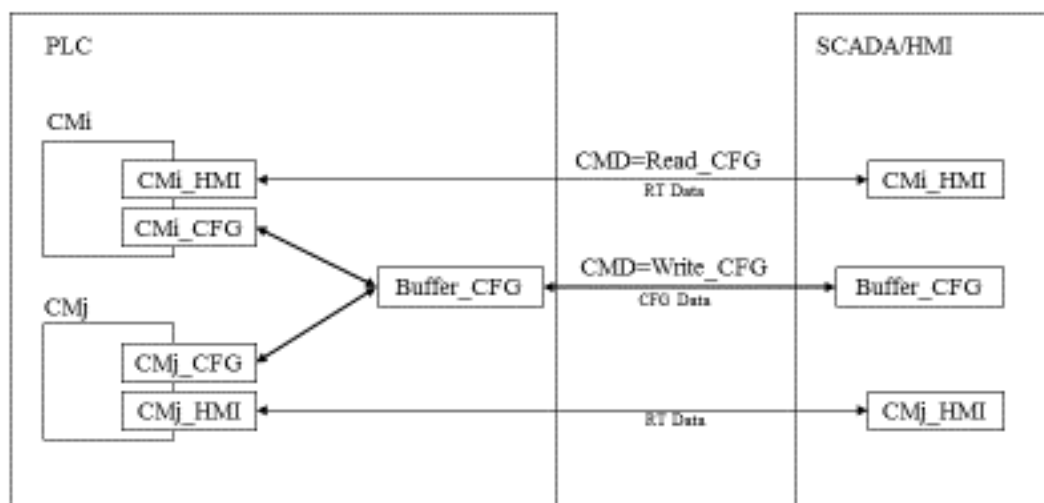 PLC
SCADA/HMI
CMi
CMi_HMI
CMD=Read_CFG
RT Data
CMi_HMI
CMi_CFG
Buffer_CFG
CMD=Write_CFG
CFG Data
Buffer_CFG
CMj
CMj_CFG
CMj_HMI
RT Data
CMj_HMI